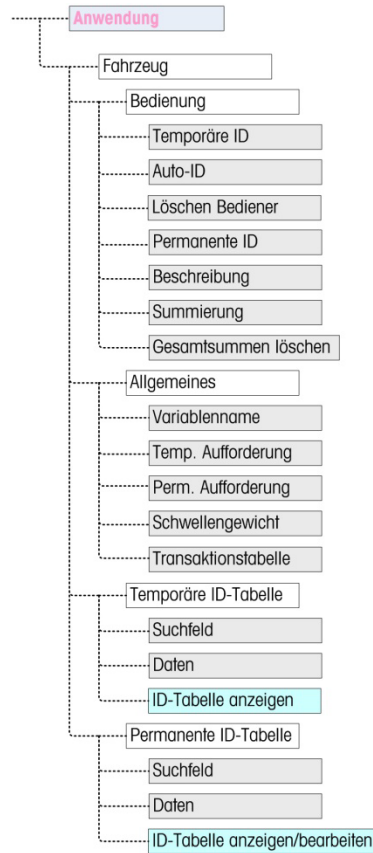 Anwendung
Fahrzeug
Bedienung
Temporäre ID
Auto-ID
Löschen Bediener
Permanente ID
Beschreibung
Summierung
Gesamtsummen löschen
Allgemeines
Variablenname
Temp. Aufforderung
Perm. Aufforderung
Schwellengewicht
Transaktionstabelle
Temporäre ID-Tabelle
Suchfeld
Daten
ID-Tabelle anzeigen
Permanente ID-Tabelle
Suchfeld
Daten
ID-Tabelle anzeigen/bearbeiten